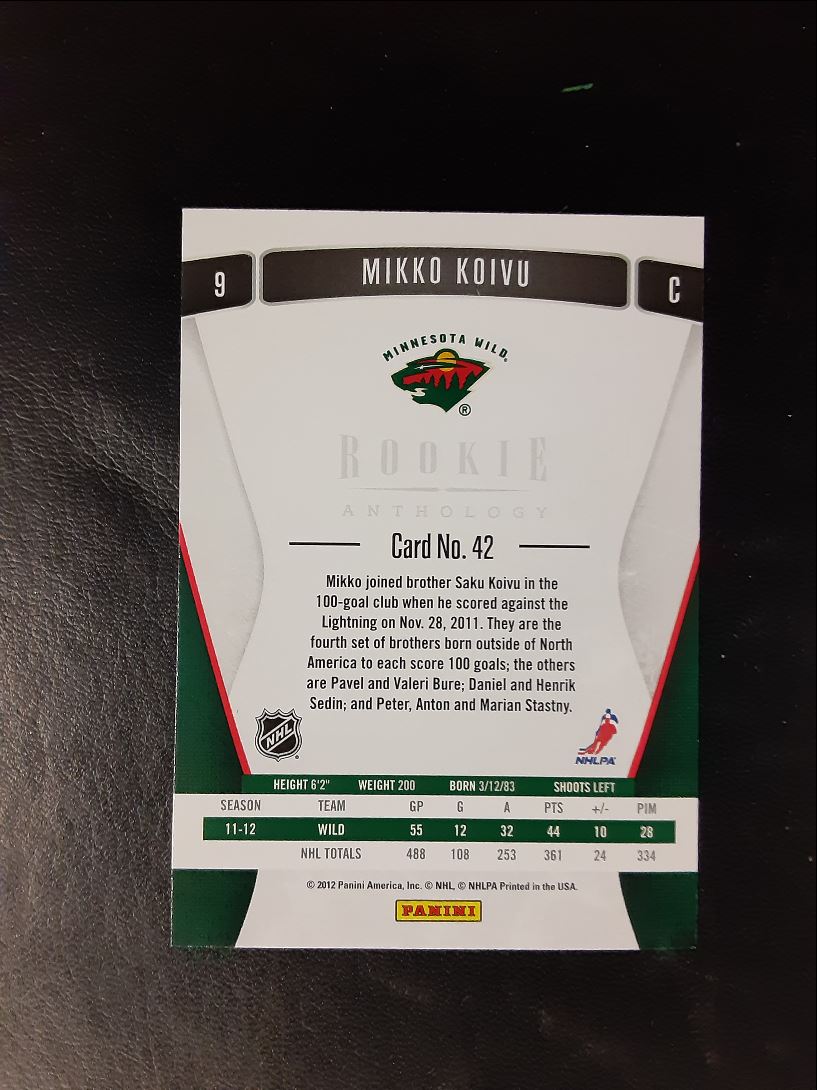 9 MIKKO KOIVU C
MINNESOTA WILD
®
ROOKIE
ANTHOLOGY
Card No. 42
Mikko joined brother Saku Koivu in the
100-goal club when he scored against the
Lightning on Nov. 28, 2011. They are the
fourth set of brothers born outside of North
America to each score 100 goals; the others
are Pavel and Valeri Bure; Daniel and Henrik
Sedin; and Peter, Anton and Marian Stastny.
NHL
NHLPA
HEIGHT 6'2" WEIGHT 200 BORN 3/12/83 SHOOTS LEFT
SEASON TEAM GP G A PTS +/- PIM
11-12 WILD 55 12 32 44 10 28
NHL TOTALS 488 108 253 361 24 334
© 2012 Panini America, Inc. © NHL, © NHLPA Printed in the USA.
PANINI